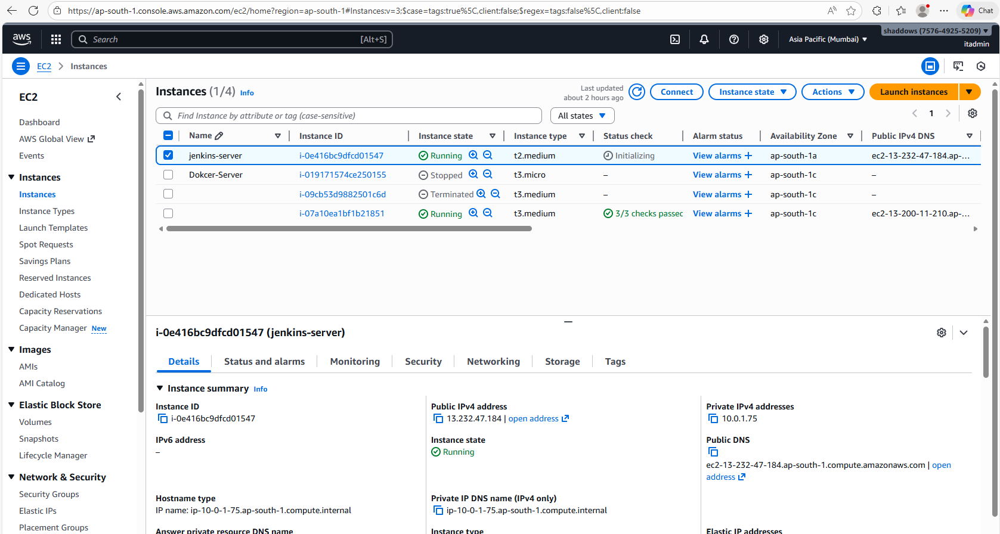 https://ap-south-1.console.aws.amazon.com/ec2/home?region=ap-south-1#Instances:v=3;$case=tags:true%5C,client:false;$regex=tags:false%5C,client:false
Chat
aws
Search [Alt+S]
Asia Pacific (Mumbai)
shaddows (7576-4925-5209)
itadmin
EC2 > Instances
EC2
Dashboard
AWS Global View
Events
Instances
Instances
Instance Types
Launch Templates
Spot Requests
Savings Plans
Reserved Instances
Dedicated Hosts
Capacity Reservations
Capacity Manager New
Images
AMIs
AMI Catalog
Elastic Block Store
Volumes
Snapshots
Lifecycle Manager
Network & Security
Security Groups
Elastic IPs
Placement Groups
Instances (1/4) Info
Last updated
about 2 hours ago
Connect
Instance state
Actions
Launch instances
Find Instance by attribute or tag (case-sensitive)
All states
1
Name Instance ID Instance state Instance type Status check Alarm status Availability Zone Public IPv4 DNS
jenkins-server i-0e416bc9dfcd01547 Running t2.medium Initializing View alarms + ap-south-1a ec2-13-232-47-184.ap-...
Dokcer-Server i-019171574ce250155 Stopped t3.micro – View alarms + ap-south-1c –
i-09cb53d9882501c6d Terminated t3.medium – View alarms + ap-south-1c –
i-07a10ea1bf1b21851 Running t3.medium 3/3 checks passec View alarms + ap-south-1c ec2-13-200-11-210.ap-...
i-0e416bc9dfcd01547 (jenkins-server)
Details Status and alarms Monitoring Security Networking Storage Tags
Instance summary Info
Instance ID
i-0e416bc9dfcd01547
Public IPv4 address
13.232.47.184 | open address
Private IPv4 addresses
10.0.1.75
IPv6 address
–
Instance state
Running
Public DNS
ec2-13-232-47-184.ap-south-1.compute.amazonaws.com | open
address
Hostname type
IP name: ip-10-0-1-75.ap-south-1.compute.internal
Private IP DNS name (IPv4 only)
ip-10-0-1-75.ap-south-1.compute.internal
Answer private resource DNS name
Instance type
Elastic IP addresses